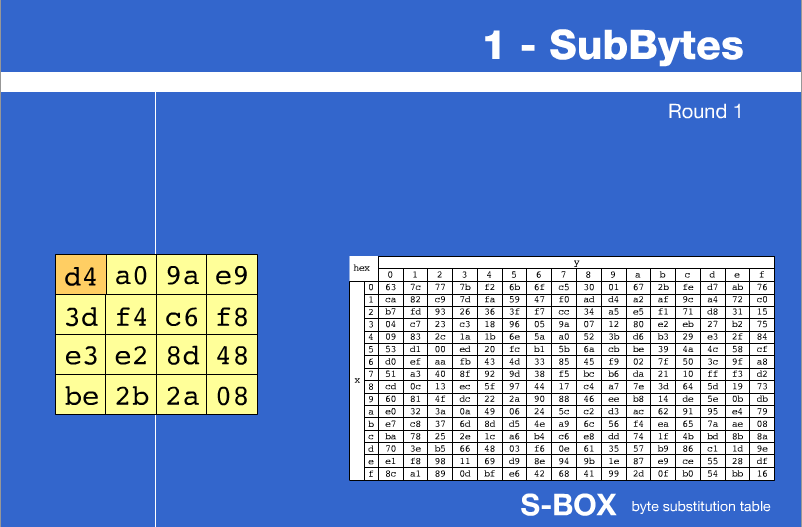 1 - SubBytes
Round 1
d4 a0 9a e9
3d f4 c6 f8
e3 e2 8d 48
be 2b 2a 08
hex y
0 1 2 3 4 5 6 7 8 9 a b c d e f
0 63 7c 77 7b f2 6b 6f c5 30 01 67 2b fe d7 ab 76
1 ca 82 c9 7d fa 59 47 f0 ad d4 a2 af 9c a4 72 c0
2 b7 fd 93 26 36 3f f7 cc 34 a5 e5 f1 71 d8 31 15
3 04 c7 23 c3 18 96 05 9a 07 12 80 e2 eb 27 b2 75
4 09 83 2c 1a 1b 6e 5a a0 52 3b d6 b3 29 e3 2f 84
5 53 d1 00 ed 20 fc b1 5b 6a cb be 39 4a 4c 58 cf
6 d0 ef aa fb 43 4d 33 85 45 f9 02 7f 50 3c 9f a8
7 51 a3 40 8f 92 9d 38 f5 bc b6 da 21 10 ff f3 d2
x 8 cd 0c 13 ec 5f 97 44 17 c4 a7 7e 3d 64 5d 19 73
9 60 81 4f dc 22 2a 90 88 46 ee b8 14 de 5e 0b db
a e0 32 3a 0a 49 06 24 5c c2 d3 ac 62 91 95 e4 79
b e7 c8 37 6d 8d d5 4e a9 6c 56 f4 ea 65 7a ae 08
c ba 78 25 2e 1c a6 b4 c6 e8 dd 74 1f 4b bd 8b 8a
d 70 3e b5 66 48 03 f6 0e 61 35 57 b9 86 c1 1d 9e
e e1 f8 98 11 69 d9 8e 94 9b 1e 87 e9 ce 55 28 df
f 8c a1 89 0d bf e6 42 68 41 99 2d 0f b0 54 bb 16
S-BOX byte substitution table